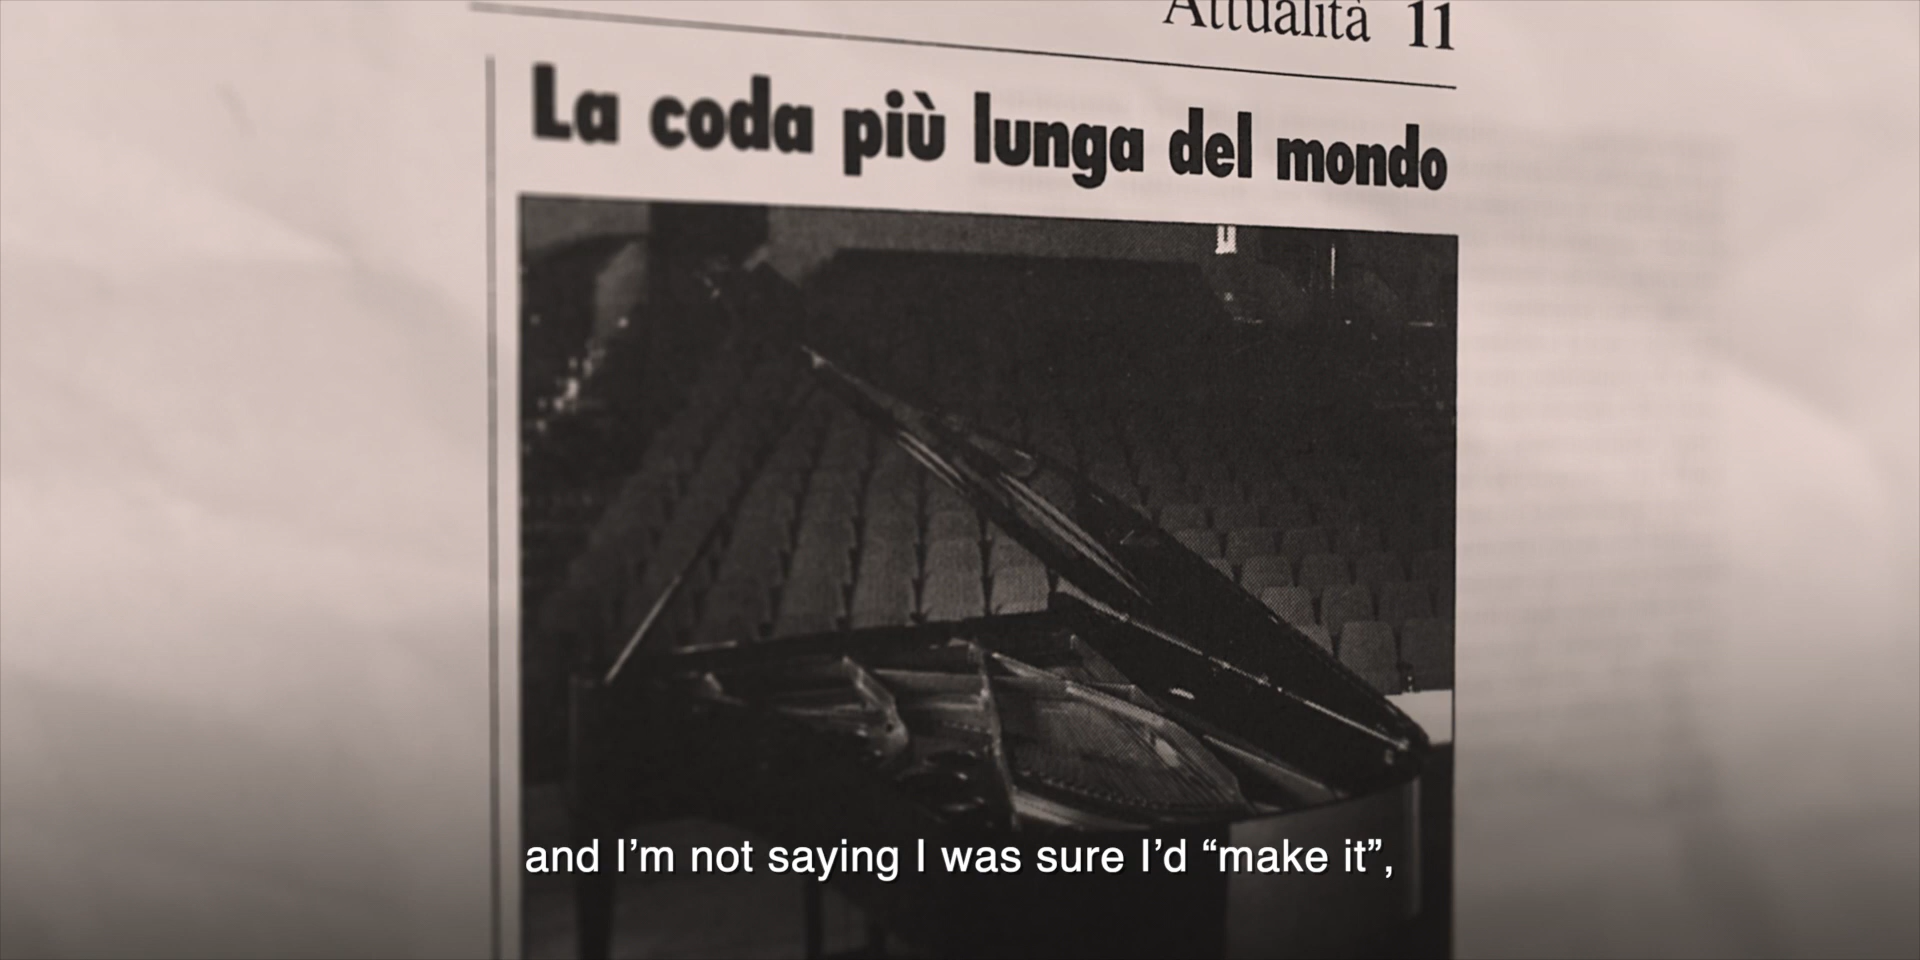 Attualità 11
La coda più lunga del mondo
and I’m not saying I was sure I’d “make it”,